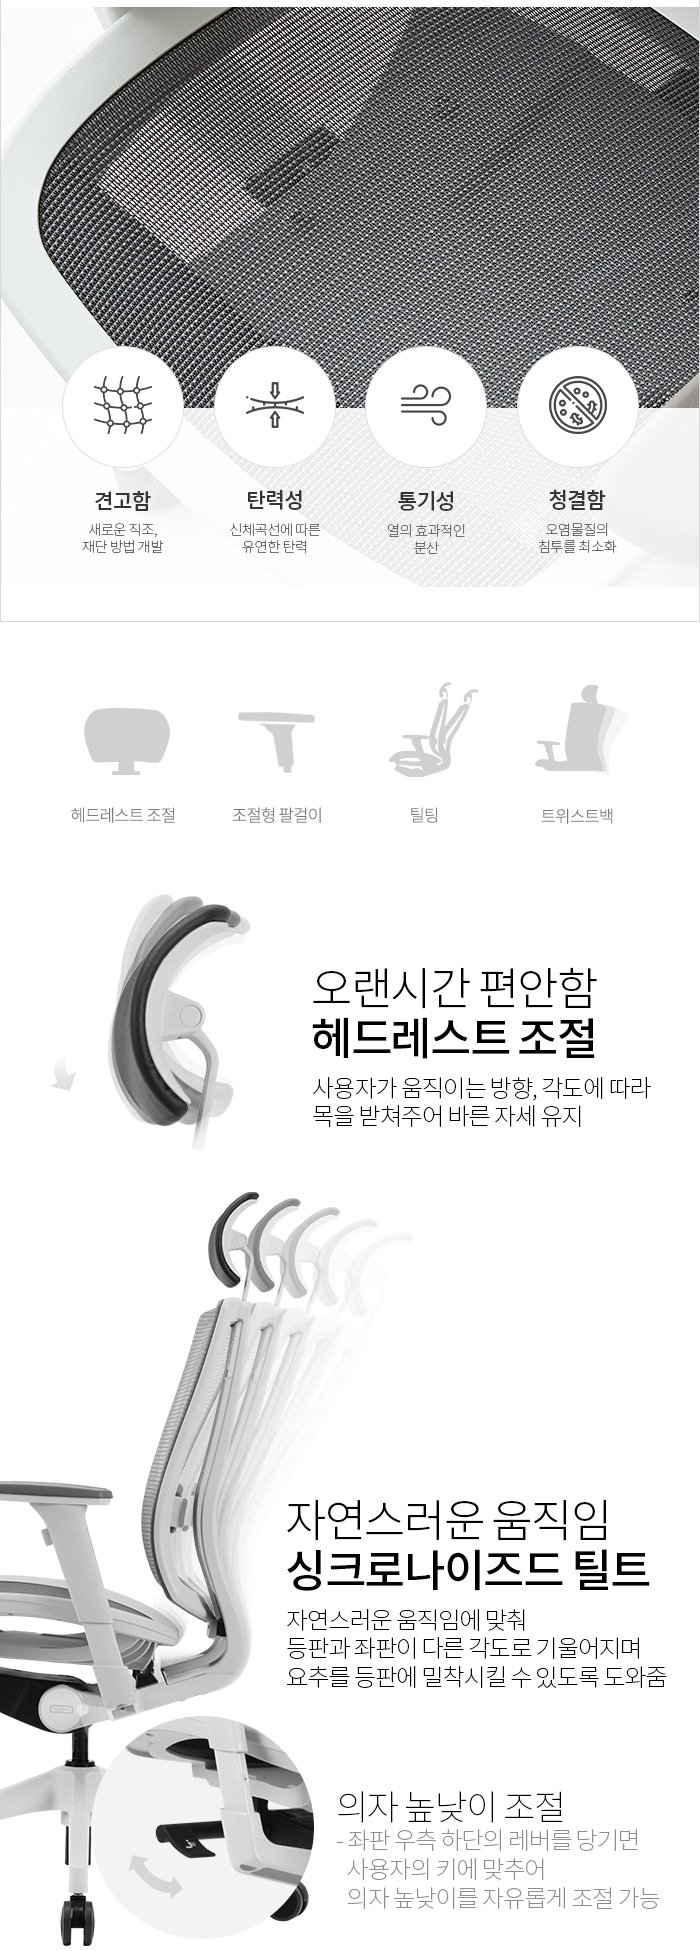 견고함
새로운 직조,
재단 방법 개발
탄력성
신체곡선에 따른
유연한 탄력
통기성
열의 효과적인
분산
청결함
오염물질의
침투를 최소화
헤드레스트 조절
조절형 팔걸이
틸팅
트위스트백
오랜시간 편안함
헤드레스트 조절
사용자가 움직이는 방향, 각도에 따라
목을 받쳐주어 바른 자세 유지
자연스러운 움직임
싱크로나이즈드 틸트
자연스러운 움직임에 맞춰
등판과 좌판이 다른 각도로 기울어지며
요추를 등판에 밀착시킬 수 있도록 도와줌
의자 높낮이 조절
- 좌판 우측 하단의 레버를 당기면
사용자의 키에 맞추어
의자 높낮이를 자유롭게 조절 가능